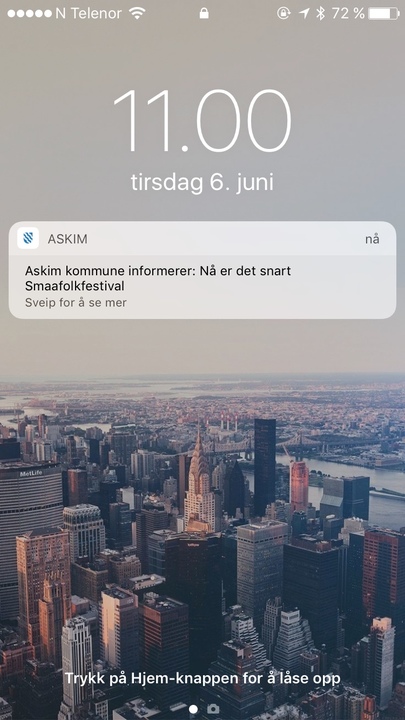 N Telenor 72 %
11.00
tirsdag 6. juni
ASKIM nå
Askim kommune informerer: Nå er det snart
Smaafolkfestival
Sveip for å se mer
MetLife
Trykk på Hjem-knappen for å låse opp